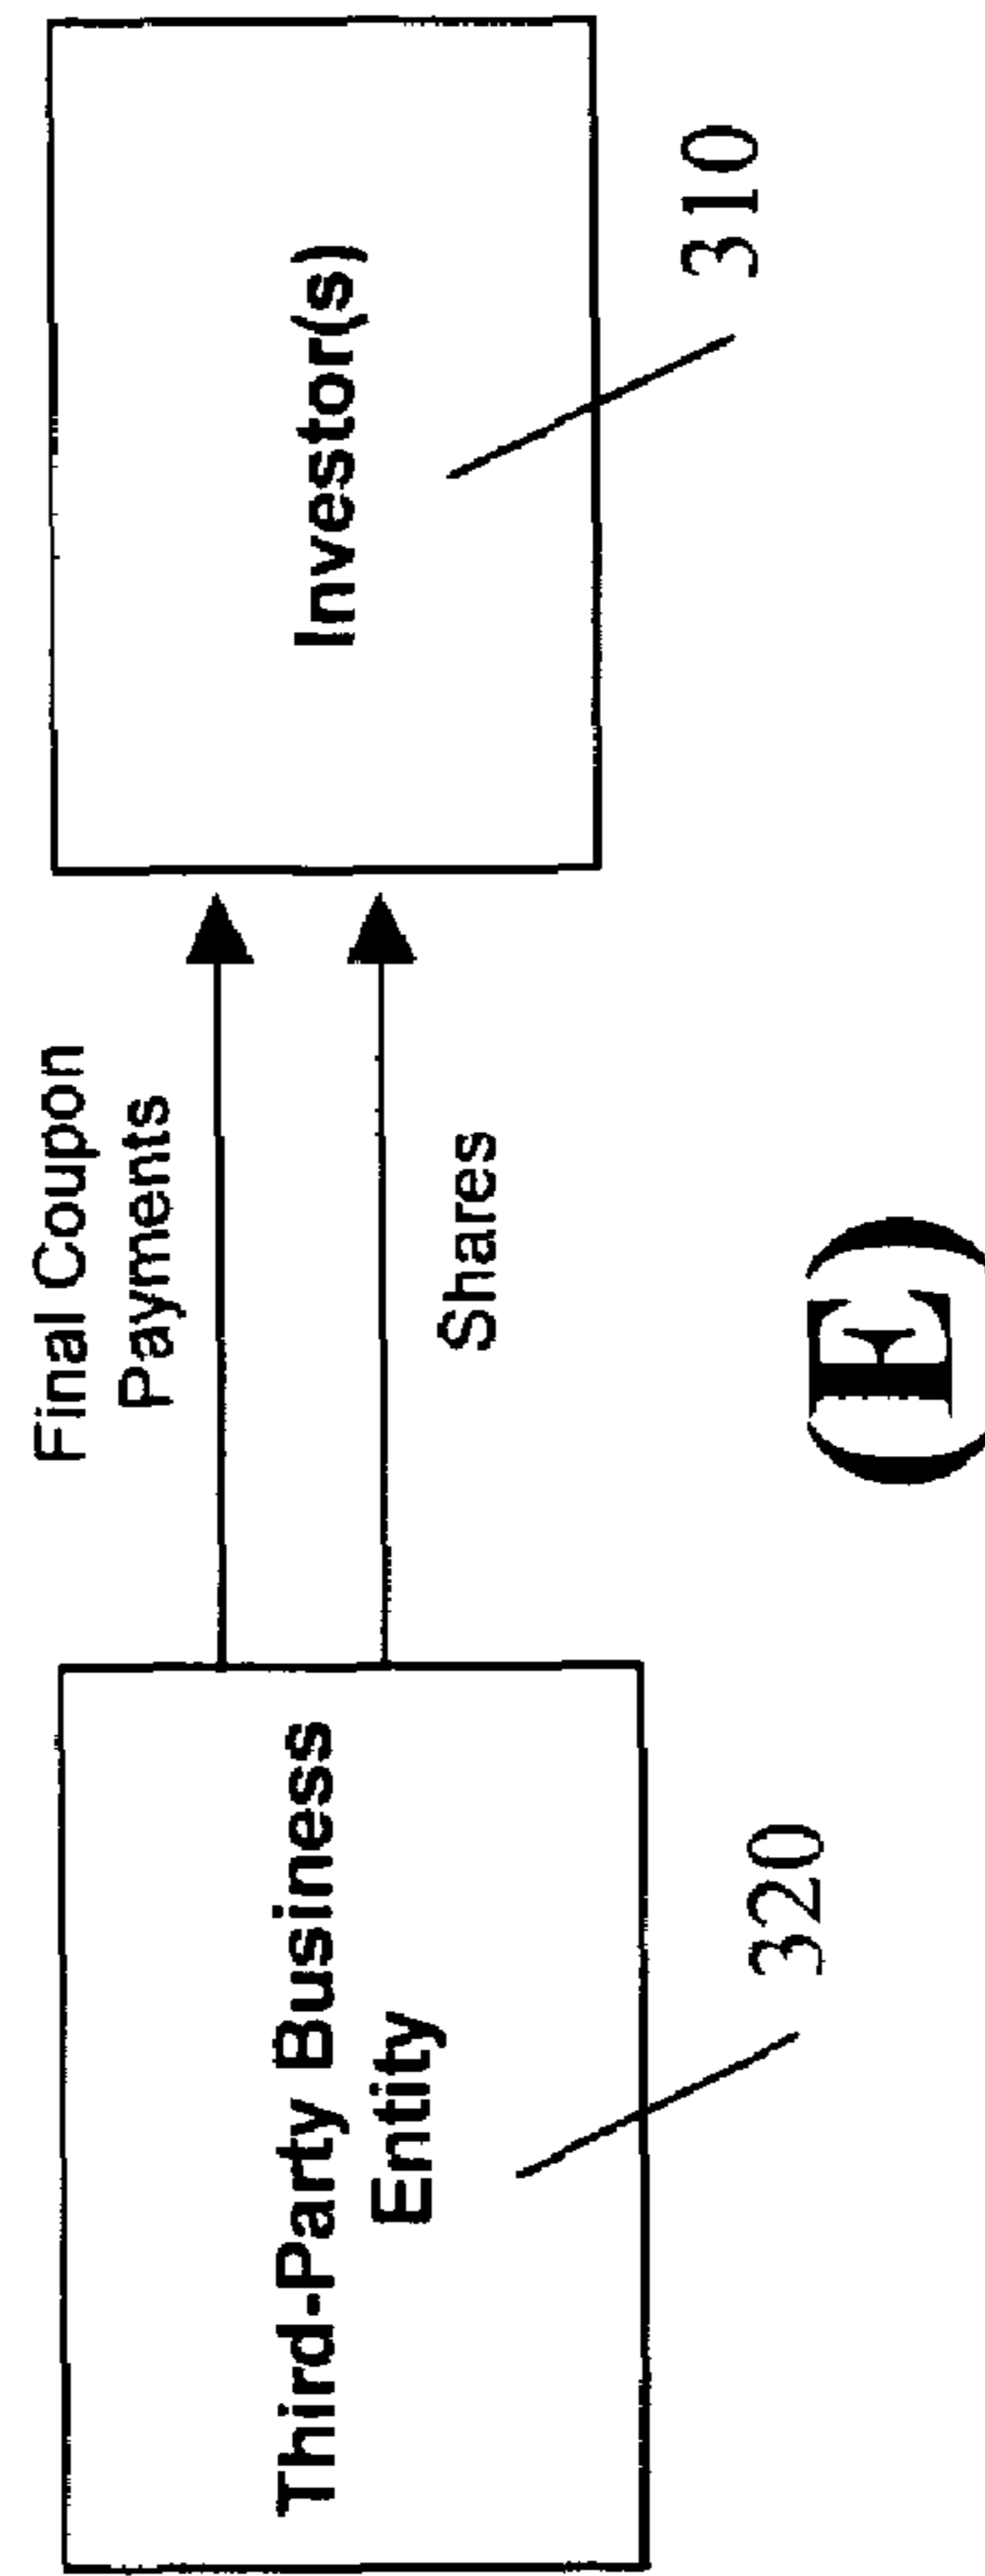 Third-Party Business
Entity
320
Final Coupon
Payments
Shares
Investor(s)
310
(E)